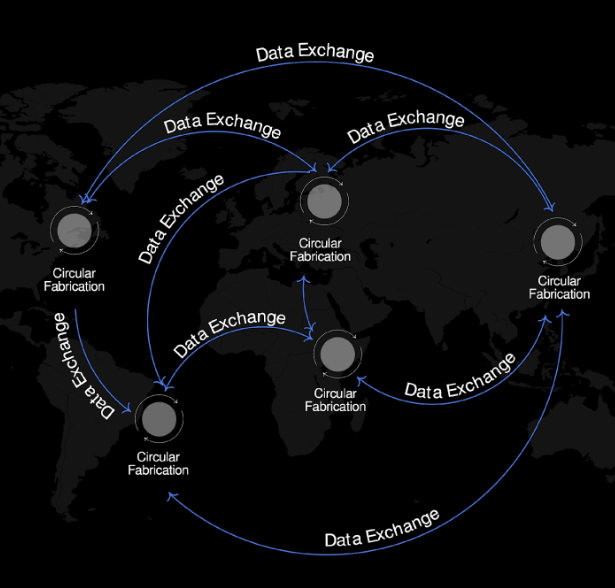 Data Exchange
Data Exchange
Data Exchange
Data Exchange
Circular
Fabrication
Circular
Fabrication
Circular
Fabrication
Data Exchange
Data Exchange
Data Exchange
Circular
Fabrication
Circular
Fabrication
Data Exchange